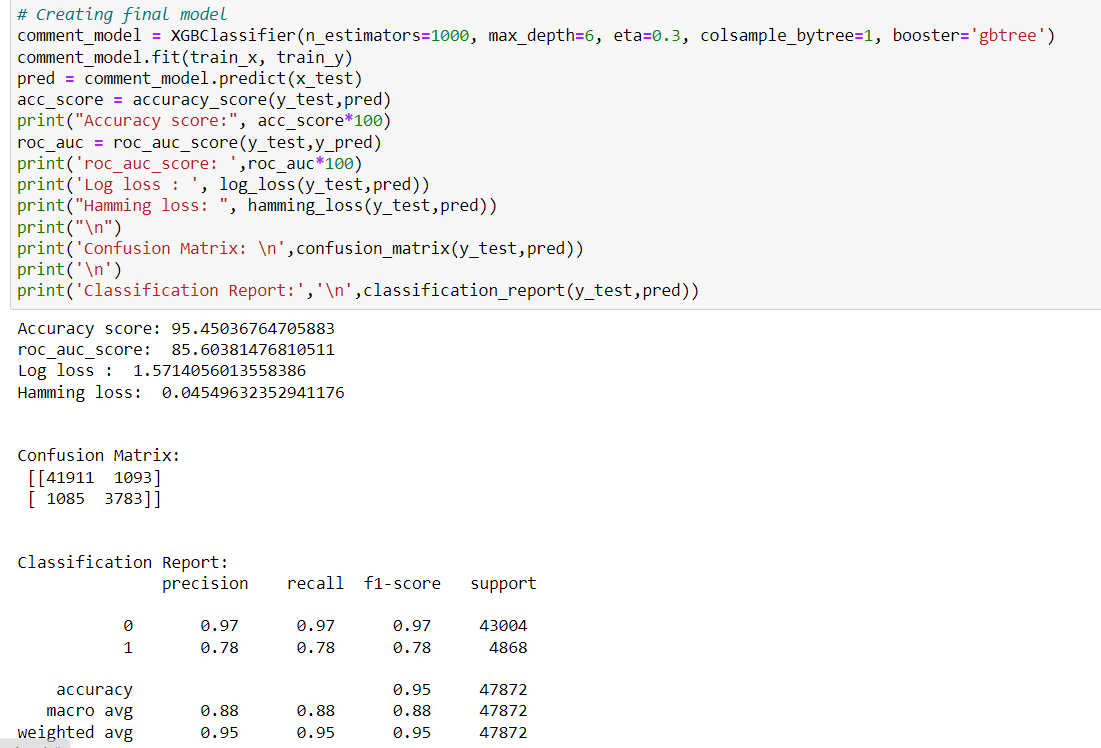 # Creating final model
comment_model = XGBClassifier(n_estimators=1000, max_depth=6, eta=0.3, colsample_bytree=1, booster='gbtree')
comment_model.fit(train_x, train_y)
pred = comment_model.predict(x_test)
acc_score = accuracy_score(y_test,pred)
print("Accuracy score:", acc_score*100)
roc_auc = roc_auc_score(y_test,y_pred)
print('roc_auc_score: ',roc_auc*100)
print('Log loss : ', log_loss(y_test,pred))
print("Hamming loss: ", hamming_loss(y_test,pred))
print("\n")
print('Confusion Matrix: \n',confusion_matrix(y_test,pred))
print('\n')
print('Classification Report:','\n',classification_report(y_test,pred))
Accuracy score: 95.45036764705883
roc_auc_score:  85.60381476810511
Log loss :  1.5714056013558386
Hamming loss:  0.04549632352941176
Confusion Matrix:
[[41911  1093]
[ 1085  3783]]
Classification Report:
precision    recall  f1-score   support
0       0.97      0.97      0.97     43004
1       0.78      0.78      0.78      4868
accuracy                           0.95     47872
macro avg       0.88      0.88      0.88     47872
weighted avg       0.95      0.95      0.95     47872